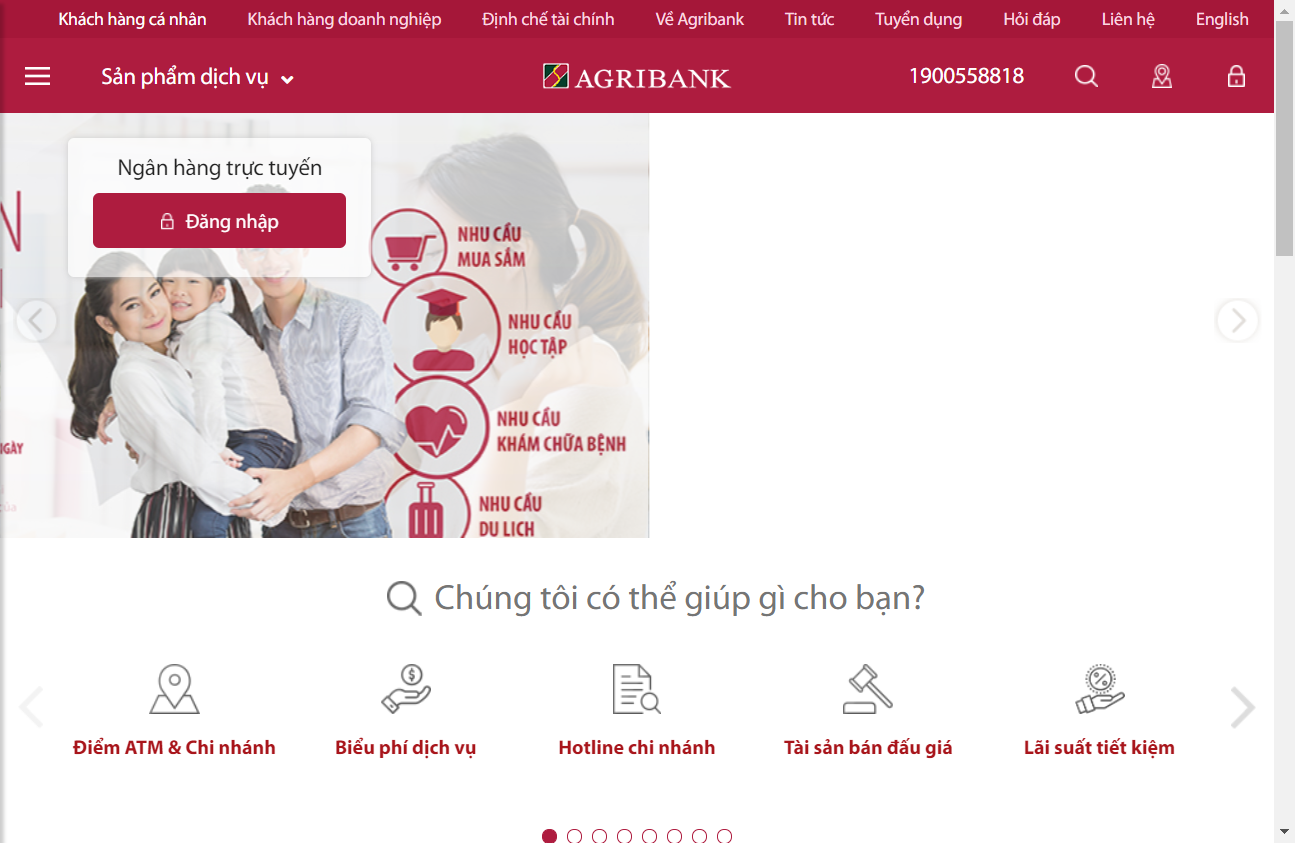 Khách hàng cá nhân Khách hàng doanh nghiệp Định chế tài chính Về Agribank Tin tức Tuyển dụng Hỏi đáp Liên hệ English
Sản phẩm dịch vụ AGRIBANK 1900558818
Ngân hàng trực tuyến
Đăng nhập
N
NHU CẦU
MUA SẮM
NHU CẦU
HỌC TẬP
NHU CẦU
KHÁM CHỮA BỆNH
NGÀY
của
NHU CẦU
DU LỊCH
Chúng tôi có thể giúp gì cho bạn?
Điểm ATM & Chi nhánh Biểu phí dịch vụ Hotline chi nhánh Tài sản bán đấu giá Lãi suất tiết kiệm